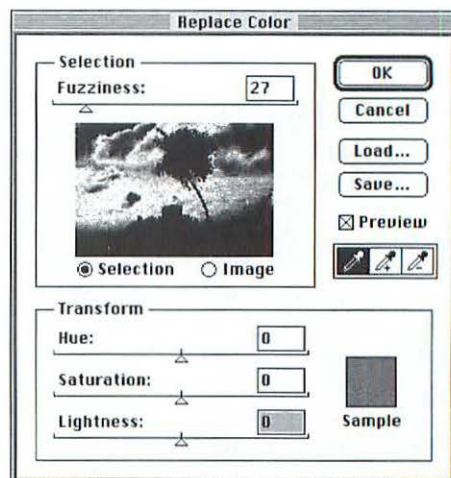 Replace Color
Selection
Fuzziness:
27
Selection
Image
OK
Cancel
Load...
Save...
Preview
Transform
Hue:
0
Saturation:
0
Lightness:
0
Sample